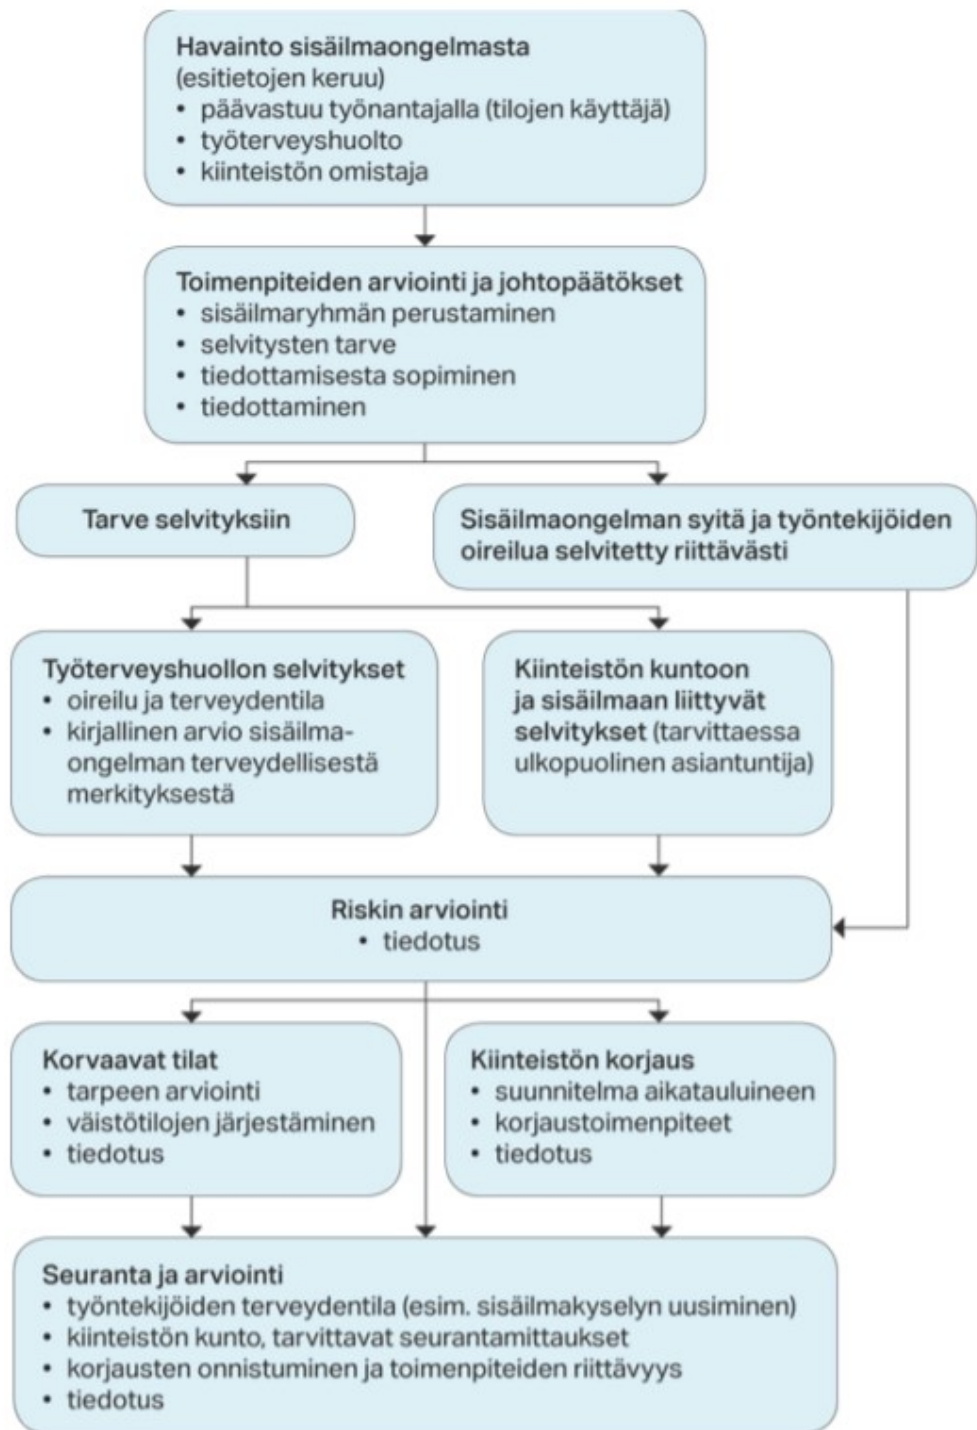 Havainto sisäilmaongelmasta
(esitietojen keruu)
• päävastuu työnantajalla (tilojen käyttäjä)
• työterveyshuolto
• kiinteistön omistaja
Toimenpiteiden arviointi ja johtopäätökset
• sisäilmaryhmän perustaminen
• selvitysten tarve
• tiedottamisesta sopiminen
• tiedottaminen
Tarve selvityksiin
Sisäilmaongelman syitä ja työntekijöiden
oireilua selvitetty riittävästi
Työterveyshuollon selvitykset
• oireilu ja terveydentila
• kirjallinen arvio sisäilma-
ongelman terveydellisestä
merkityksestä
Kiinteistön kuntoon
ja sisäilmaan liittyvät
selvitykset (tarvittaessa
ulkopuolinen asiantuntija)
Riskin arviointi
• tiedotus
Korvaavat tilat
• tarpeen arviointi
• väistötilojen järjestäminen
• tiedotus
Kiinteistön korjaus
• suunnitelma aikatauluineen
• korjaustoimenpiteet
• tiedotus
Seuranta ja arviointi
• työntekijöiden terveydentila (esim. sisäilmakyselyn uusiminen)
• kiinteistön kunto, tarvittavat seurantamittaukset
• korjausten onnistuminen ja toimenpiteiden riittävyys
• tiedotus